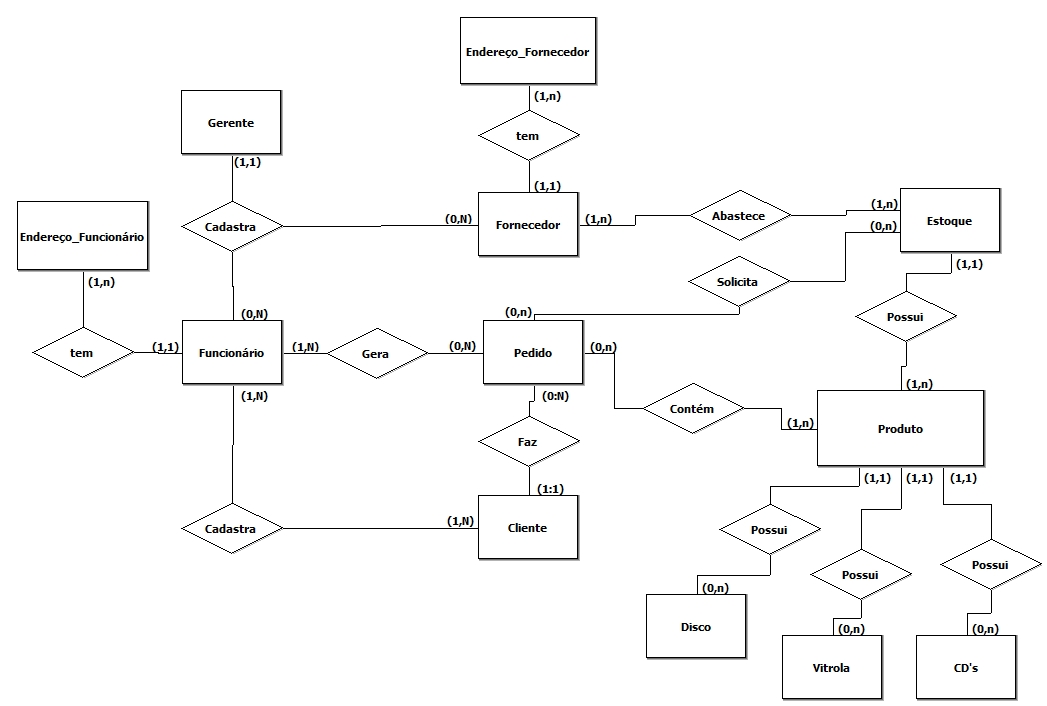 Endereço_Fornecedor
(1,n)
tem
(1,1)
Gerente
(1,1)
Cadastra
(0,N)
Fornecedor
(1,n)
Abastece
(1,n)
Estoque
(0,n)
Solicita
(1,1)
Endereço_Funcionário
(1,n)
tem
(1,1)
(0,N)
Funcionário
(1,N)
Gera
(0,N)
(0,n)
Pedido
(0,n)
Possui
(1,n)
Produto
Contém
(1,n)
(1,N)
(0:N)
Faz
(1:1)
Cadastra
(1,N)
Cliente
(1,1)
(1,1)
(1,1)
Possui
Possui
Possui
(0,n)
Disco
(0,n)
Vitrola
(0,n)
CD's